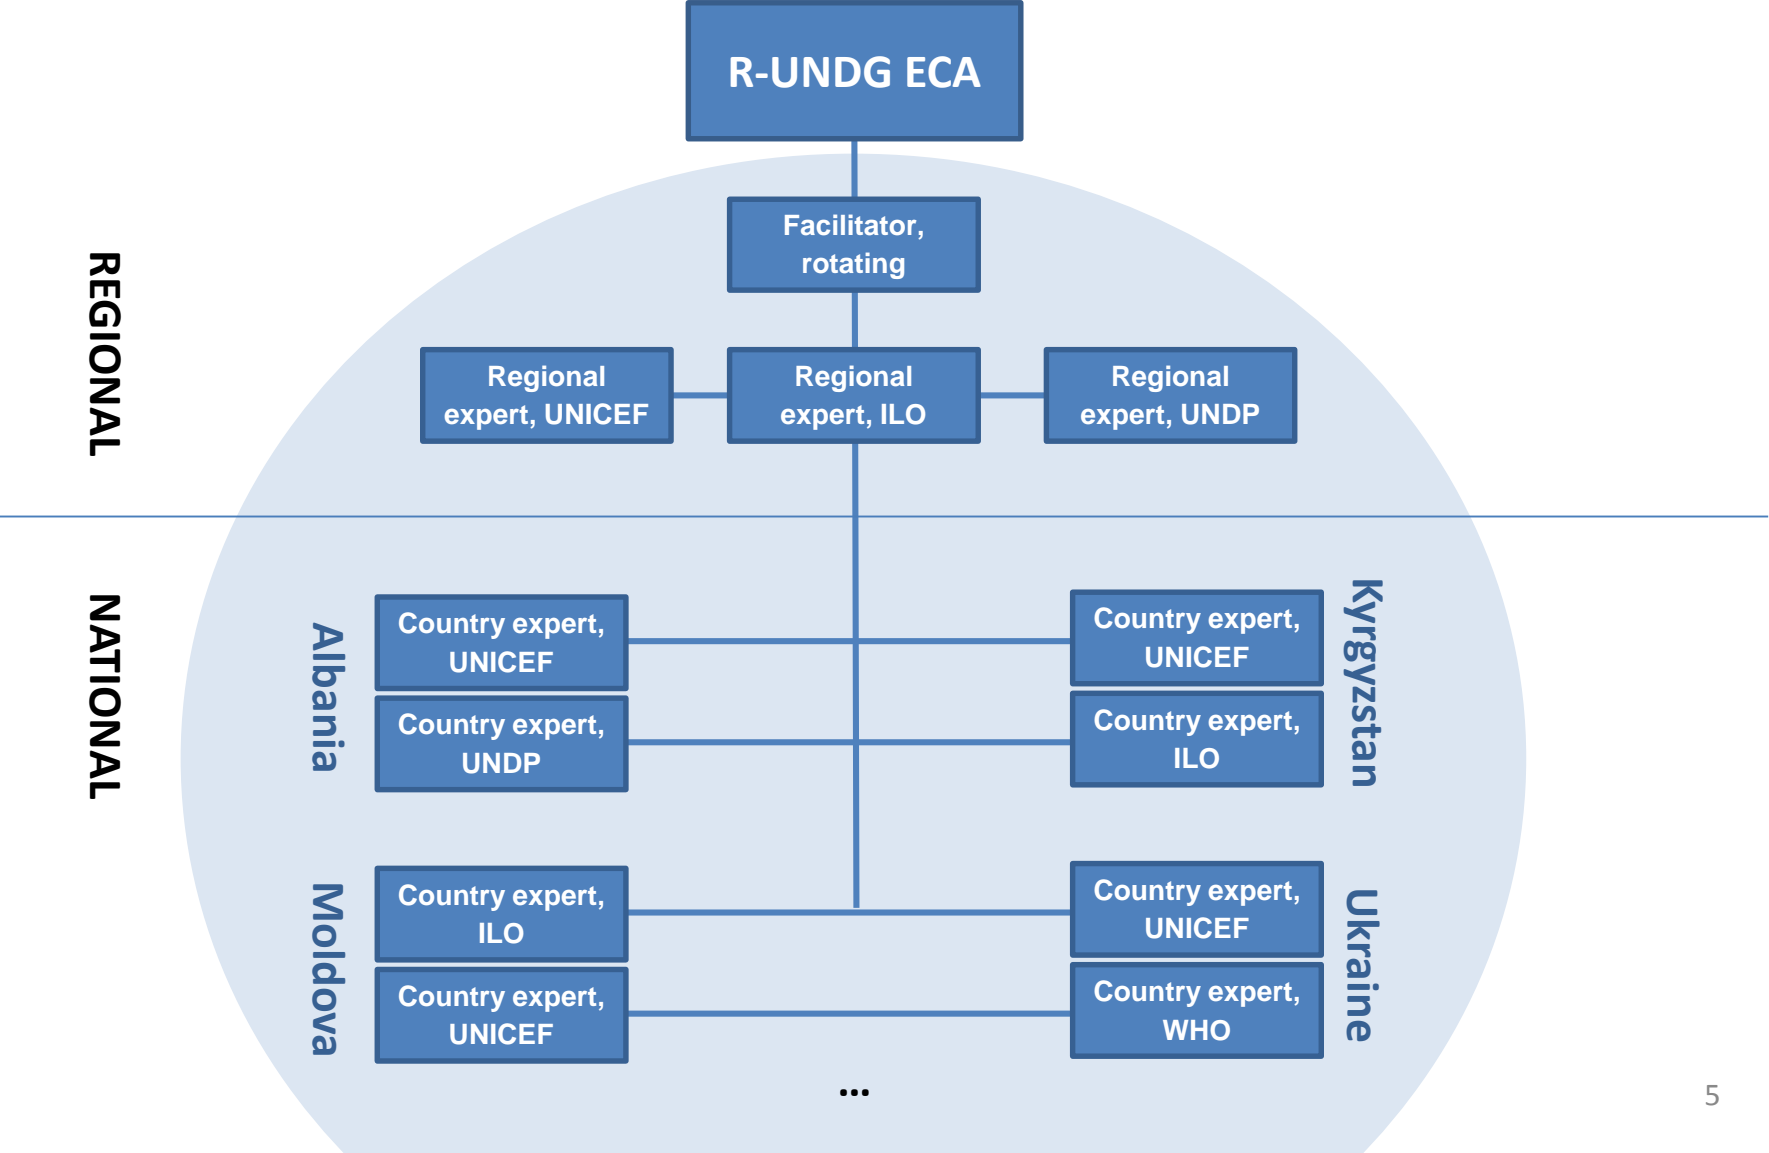 R-UNDG ECA
REGIONAL
Facilitator,
rotating
Regional
expert, UNICEF
Regional
expert, ILO
Regional
expert, UNDP
NATIONAL
Albania
Country expert,
UNICEF
Country expert,
UNDP
Country expert,
UNICEF
Country expert,
ILO
Kyrgyzstan
Moldova
Country expert,
ILO
Country expert,
UNICEF
Country expert,
UNICEF
Country expert,
WHO
Ukraine
...
5